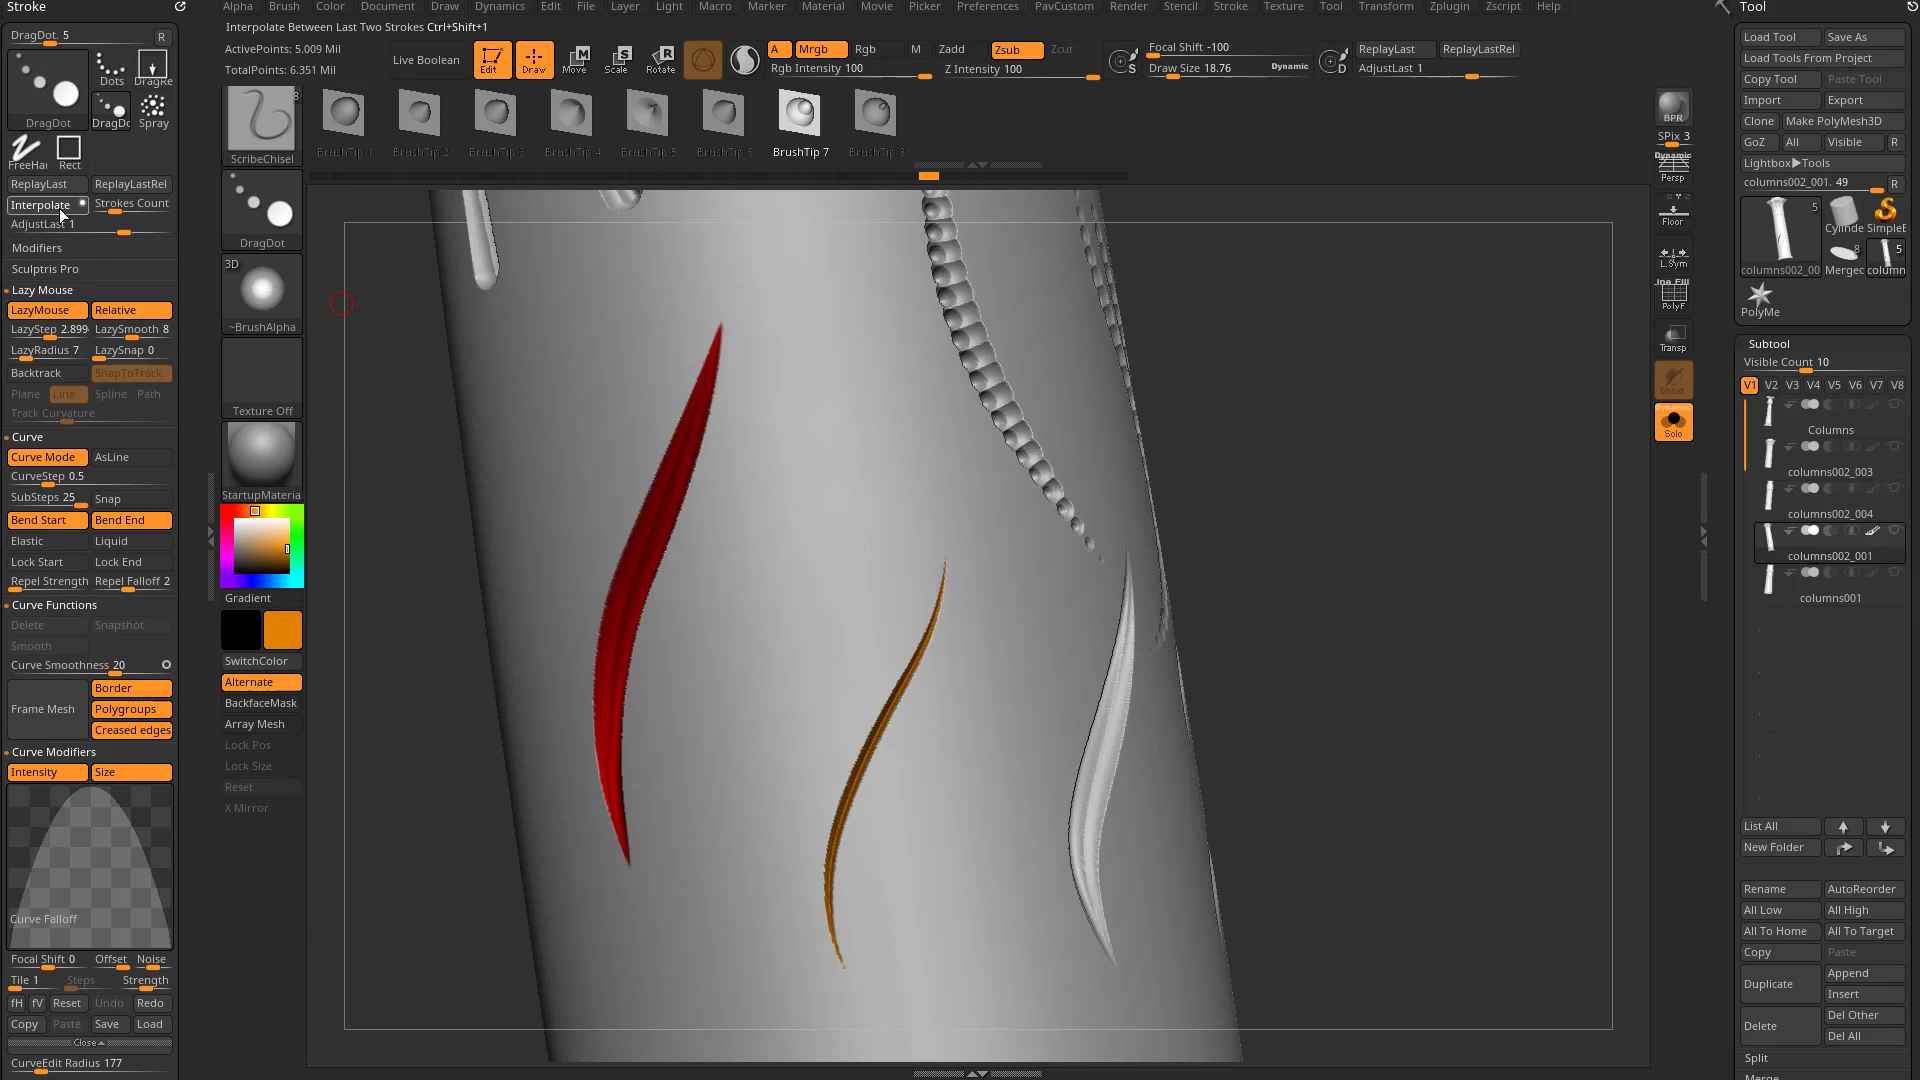 Stroke
Alpha Brush Color Document Draw Dynamics Edit File Layer Light Macro Marker Material Movie Picker Preferences PavCustom Render Stencil Stroke Texture Tool Transform Zplugin Zscript Help
Tool
DragDot. 5
R
DragDot
Dots
DragRe
DragDo
Spray
FreeHar
Rect
ReplayLast
ReplayLastRel
Interpolate
Strokes Count
AdjustLast 1
Modifiers
Sculptris Pro
Lazy Mouse
LazyMouse
Relative
LazyStep 2.899
LazySmooth 8
LazyRadius 7
LazySnap 0
Backtrack
SnapToTrack
Plane Line Spline Path
Track Curvature
Curve
Curve Mode
AsLine
CurveStep 0.5
SubSteps 25
Snap
Bend Start
Bend End
Elastic
Liquid
Lock Start
Lock End
Repel Strength
Repel Falloff 2
Curve Functions
Delete
Snapshot
Smooth
Curve Smoothness 20
Frame Mesh
Border
Polygroups
Creased edges
Curve Modifiers
Intensity
Size
Curve Falloff
Focal Shift 0
Offset
Noise
Tile 1
Steps
Strength
fH fV Reset Undo Redo
Copy Paste Save Load
Close
CurveEdit Radius 177
Interpolate Between Last Two Strokes Ctrl+Shift+1
ActivePoints: 5.009 Mil
TotalPoints: 6.351 Mil
Live Boolean
Edit
Draw
Move
Scale
Rotate
A
Mrgb
Rgb
M
Zadd
Zsub
Zcut
Rgb Intensity 100
Z Intensity 100
S
Focal Shift -100
Draw Size 18.76
Dynamic
D
ReplayLast
ReplayLastRel
AdjustLast 1
8
ScribeChisel
BrushTip 1
BrushTip 2
BrushTip 3
BrushTip 4
BrushTip 5
BrushTip 6
BrushTip 7
BrushTip 8
DragDot
3D
~BrushAlpha
Texture Off
StartupMateria
Gradient
SwitchColor
Alternate
BackfaceMask
Array Mesh
Lock Pos
Lock Size
Reset
X Mirror
BPR
SPix 3
Dynamic
Persp
Floor
L.Sym
Line Fill
PolyF
Transp
Ghost
Dynamic
Solo
Load Tool
Save As
Load Tools From Project
Copy Tool
Paste Tool
Import
Export
Clone
Make PolyMesh3D
GoZ
All
Visible
R
Lightbox▶Tools
columns002_001. 49
R
5
columns002_00
Cylinde
SimpleE
8
Mergec
5
column
PolyMe
Subtool
Visible Count 10
V1 V2 V3 V4 V5 V6 V7 V8
Columns
columns002_003
columns002_004
columns002_001
columns001
List All
New Folder
Rename
AutoReorder
All Low
All High
All To Home
All To Target
Copy
Paste
Duplicate
Append
Insert
Delete
Del Other
Del All
Split
Merge